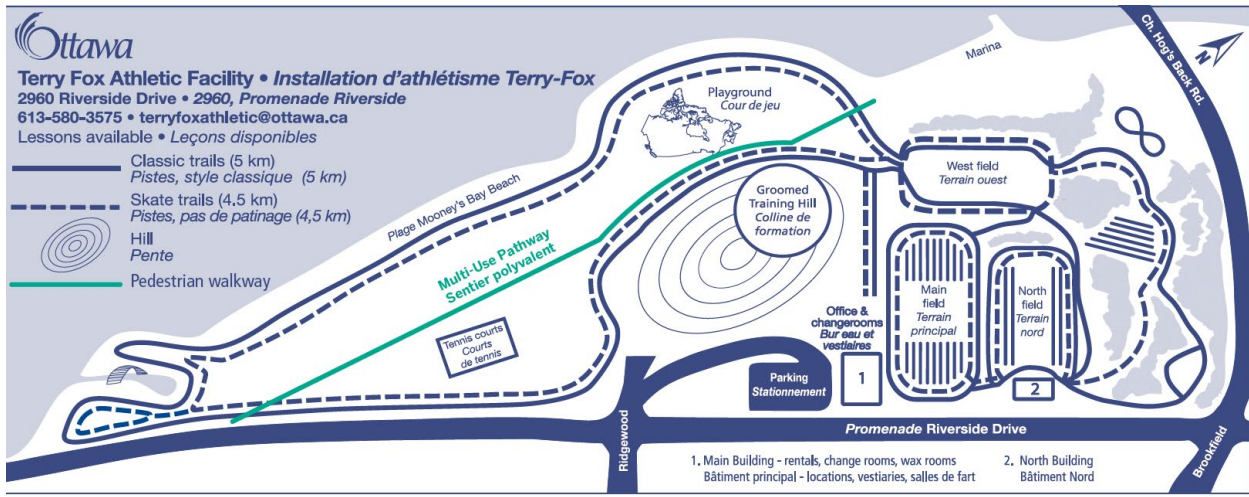 Ottawa
Terry Fox Athletic Facility • Installation d'athlétisme Terry-Fox
2960 Riverside Drive • 2960, Promenade Riverside
613-580-3575 • terryfoxathletic@ottawa.ca
Lessons available • Leçons disponibles
Classic trails (5 km)
Pistes, style classique (5 km)
Skate trails (4.5 km)
Pistes, pas de patinage (4,5 km)
Hill
Pente
Pedestrian walkway
Plage Mooney's Bay Beach
Multi-Use Pathway
Sentier polyvalent
Tennis courts
Courts
de tennis
Playground
Cour de jeu
Marina
Ch. Hog's Back Rd.
N
Groomed
Training Hill
Colline de
formation
West field
Terrain ouest
Main
field
Terrain
principal
North
field
Terrain
nord
Office &
changerooms
Bur eau et
vestiaires
Parking
Stationnement
1
2
Promenade Riverside Drive
Ridgewood
Brookfield
1. Main Building - rentals, change rooms, wax rooms
Bâtiment principal - locations, vestiaries, salles de fart
2. North Building
Bâtiment Nord